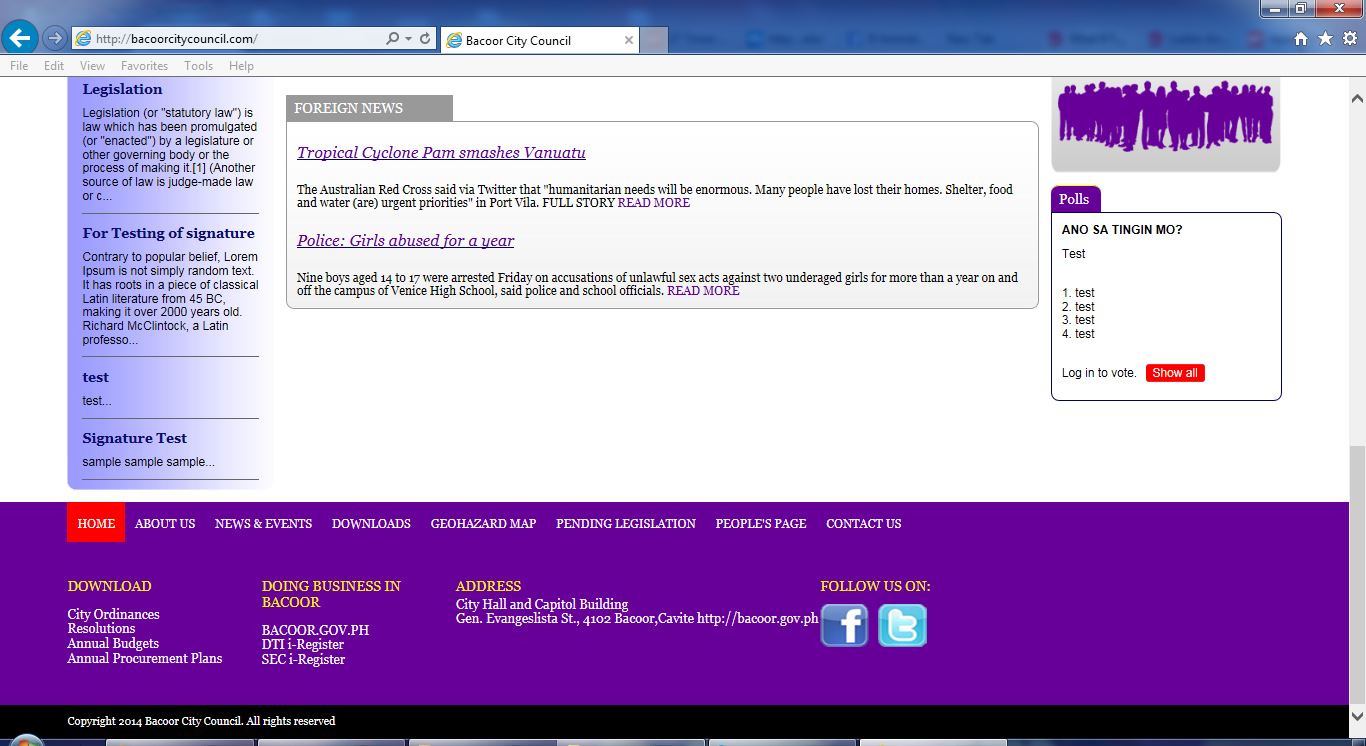 http://bacoorcitycouncil.com/
Bacoor City Council
File Edit View Favorites Tools Help
Legislation
Legislation (or "statutory law") is
law which has been promulgated
(or "enacted") by a legislature or
other governing body or the
process of making it.[1] (Another
source of law is judge-made law
or c...
For Testing of signature
Contrary to popular belief, Lorem
Ipsum is not simply random text.
It has roots in a piece of classical
Latin literature from 45 BC,
making it over 2000 years old.
Richard McClintock, a Latin
professo...
test
test...
Signature Test
sample sample sample...
FOREIGN NEWS
Tropical Cyclone Pam smashes Vanuatu
The Australian Red Cross said via Twitter that "humanitarian needs will be enormous. Many people have lost their homes. Shelter, food
and water (are) urgent priorities" in Port Vila. FULL STORY READ MORE
Police: Girls abused for a year
Nine boys aged 14 to 17 were arrested Friday on accusations of unlawful sex acts against two underaged girls for more than a year on and
off the campus of Venice High School, said police and school officials. READ MORE
Polls
ANO SA TINGIN MO?
Test
1. test
2. test
3. test
4. test
Log in to vote. Show all
HOME ABOUT US NEWS & EVENTS DOWNLOADS GEOHAZARD MAP PENDING LEGISLATION PEOPLE'S PAGE CONTACT US
DOWNLOAD
City Ordinances
Resolutions
Annual Budgets
Annual Procurement Plans
DOING BUSINESS IN
BACOOR
BACOOR.GOV.PH
DTI i-Register
SEC i-Register
ADDRESS
City Hall and Capitol Building
Gen. Evangeslista St., 4102 Bacoor,Cavite http://bacoor.gov.ph
FOLLOW US ON:
Copyright 2014 Bacoor City Council. All rights reserved